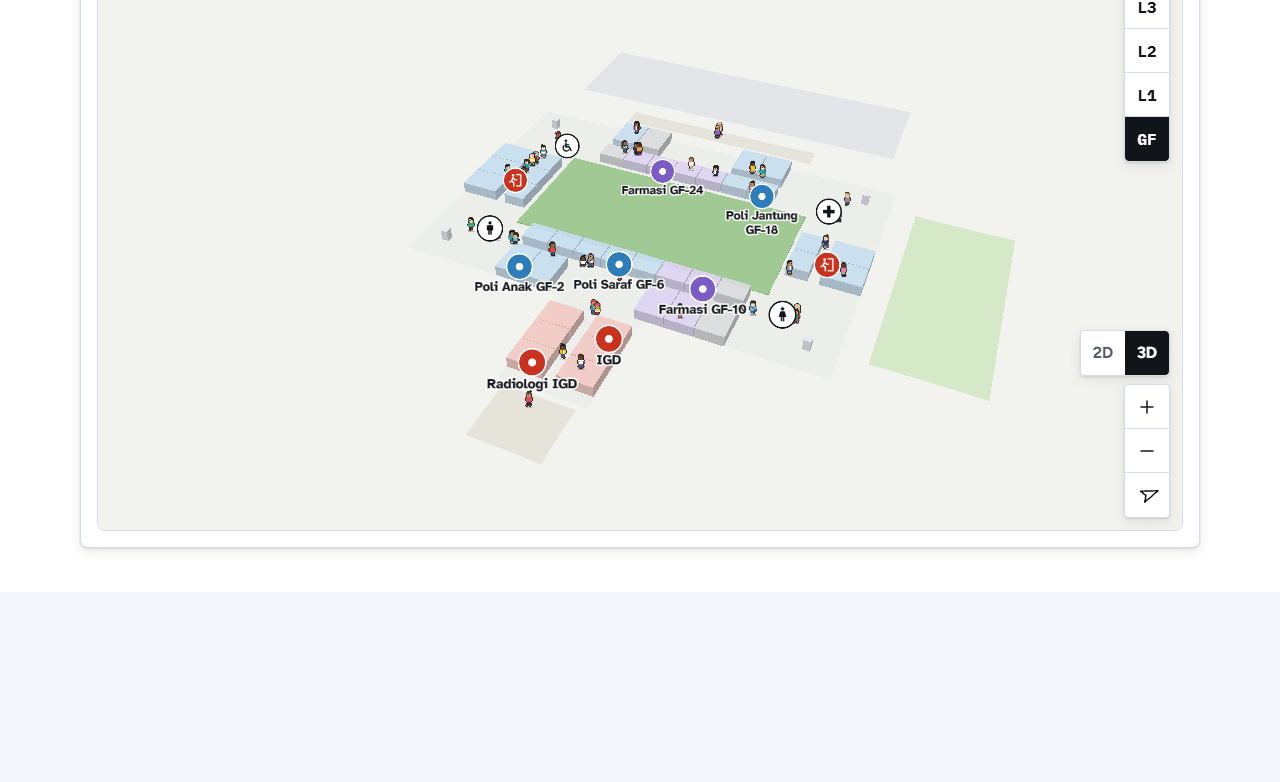 L3
L2
L1
GF
Farmasi GF-24
Poli Jantung
GF-18
Poli Anak GF-2
Poli Saraf GF-6
Farmasi GF-10
IGD
Radiologi IGD
2D
3D